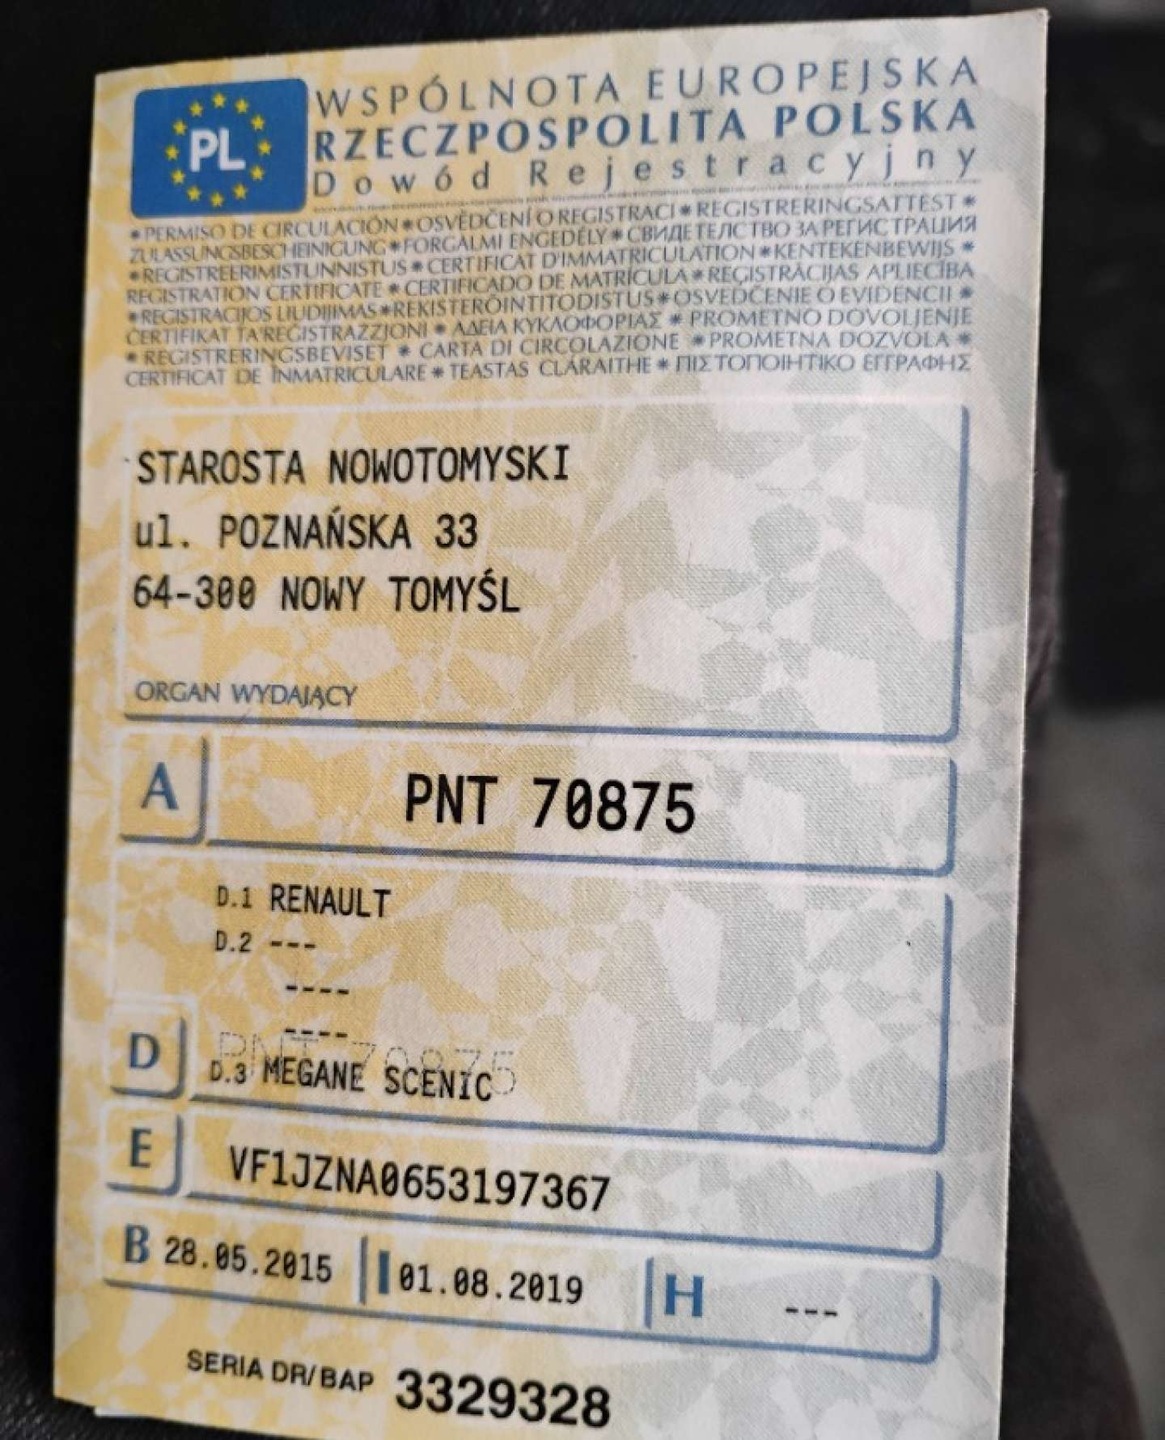 PL
WSPÓLNOTA EUROPEJSKA
RZECZPOSPOLITA POLSKA
Dowód Rejestracyjny
* PERMISO DE CIRCULACIÓN * OSVĚDČENÍ O REGISTRACI * REGISTRERINGSATTEST *
ZULASSUNGSBESCHEINIGUNG * FORGALMI ENGEDÉLY * СВИДЕТЕЛСТВО ЗА РЕГИСТРАЦИЯ
* REGISTREERIMISTUNNISTUS * CERTIFICAT D'IMMATRICULATION * KENTEKENBEWIJS *
REGISTRATION CERTIFICATE * CERTIFICADO DE MATRÍCULA * REĢISTRĀCIJAS APLIECĪBA
* REGISTRACIJOS LIUDIJIMAS * REKISTERÖINTITODISTUS * OSVEDČENIE O EVIDENCII *
ĊERTIFIKAT TA'REĠISTRAZZJONI * ΑΔΕΙΑ ΚΥΚΛΟΦΟΡΙΑΣ * PROMETNO DOVOLJENJE
* REGISTRERINGSBEVISET * CARTA DI CIRCOLAZIONE * PROMETNA DOZVOLA *
CERTIFICAT DE ÎNMATRICULARE * TEASTAS CLÁRAITHE * ΠΙΣΤΟΠΟΙΗΤΙΚΟ ΕΓΓΡΑΦΗΣ
STAROSTA NOWOTOMYSKI
ul. POZNAŃSKA 33
64-300 NOWY TOMYŚL
ORGAN WYDAJĄCY
A PNT 70875
D.1 RENAULT
D.2 ---
----
----
PNT 70875
D D.3 MEGANE SCENIC
E VF1JZNA0653197367
B 28.05.2015 I 01.08.2019 H ---
SERIA DR/BAP 3329328